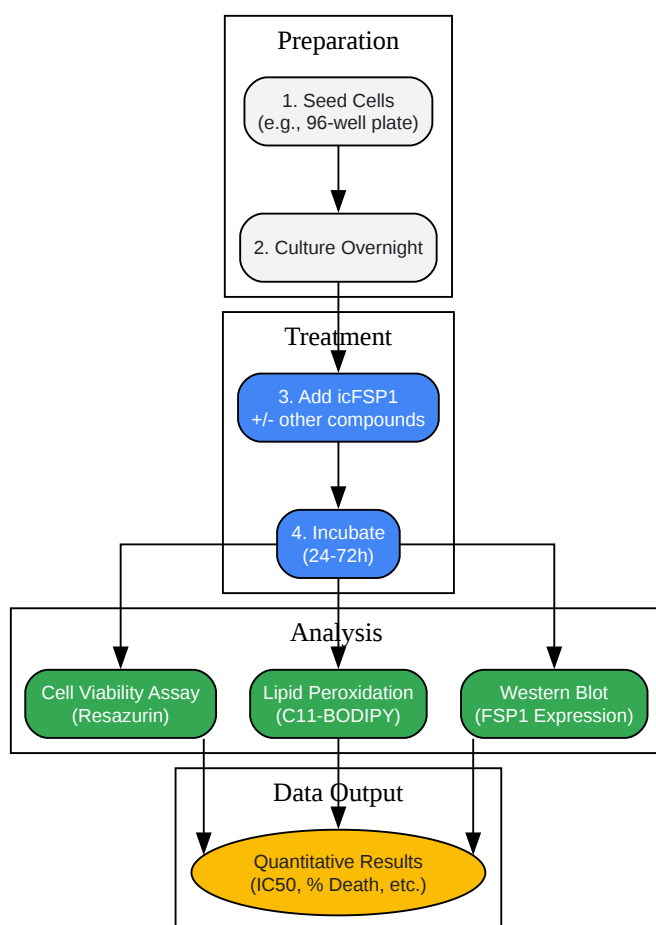 Preparation
1. Seed Cells
(e.g., 96-well plate)
2. Culture Overnight
Treatment
3. Add icFSP1
+/- other compounds
4. Incubate
(24-72h)
Analysis
Cell Viability Assay
(Resazurin)
Lipid Peroxidation
(C11-BODIPY)
Western Blot
(FSP1 Expression)
Data Output
Quantitative Results
(IC50, % Death, etc.)